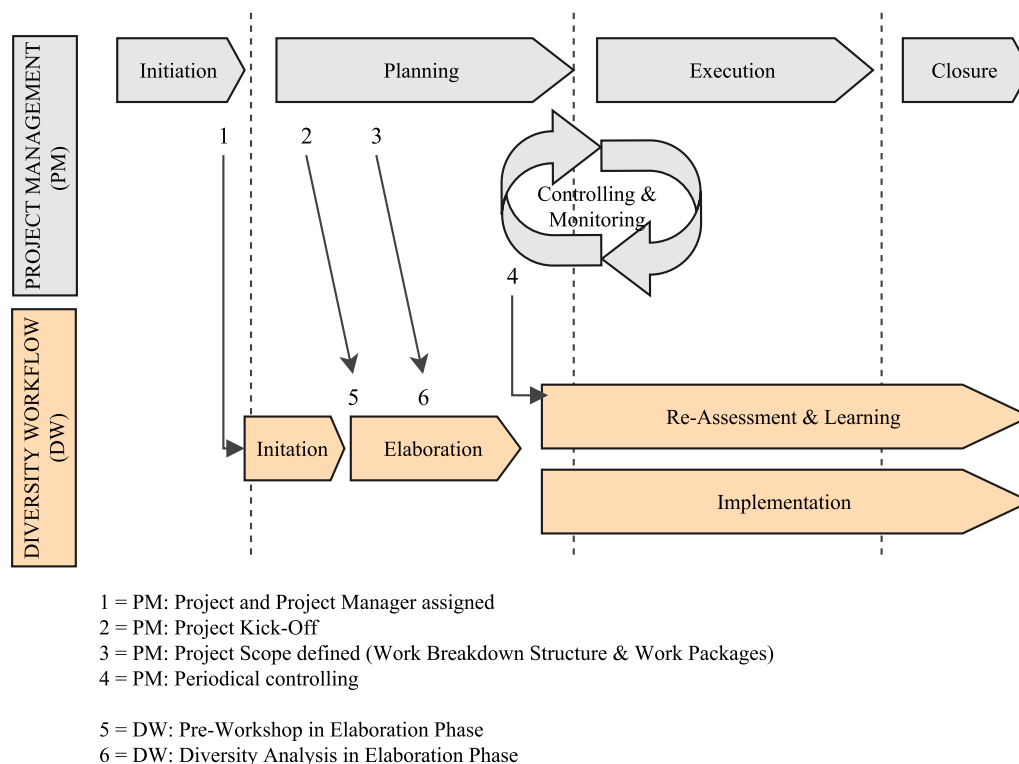 PROJECT MANAGEMENT
(PM)
Initiation
Planning
Execution
Closure
1
2
3
Controlling &
Monitoring
4
DIVERSITY WORKFLOW
(DW)
5
6
Re-Assessment & Learning
Initation
Elaboration
Implementation
1 = PM: Project and Project Manager assigned
2 = PM: Project Kick-Off
3 = PM: Project Scope defined (Work Breakdown Structure & Work Packages)
4 = PM: Periodical controlling
5 = DW: Pre-Workshop in Elaboration Phase
6 = DW: Diversity Analysis in Elaboration Phase